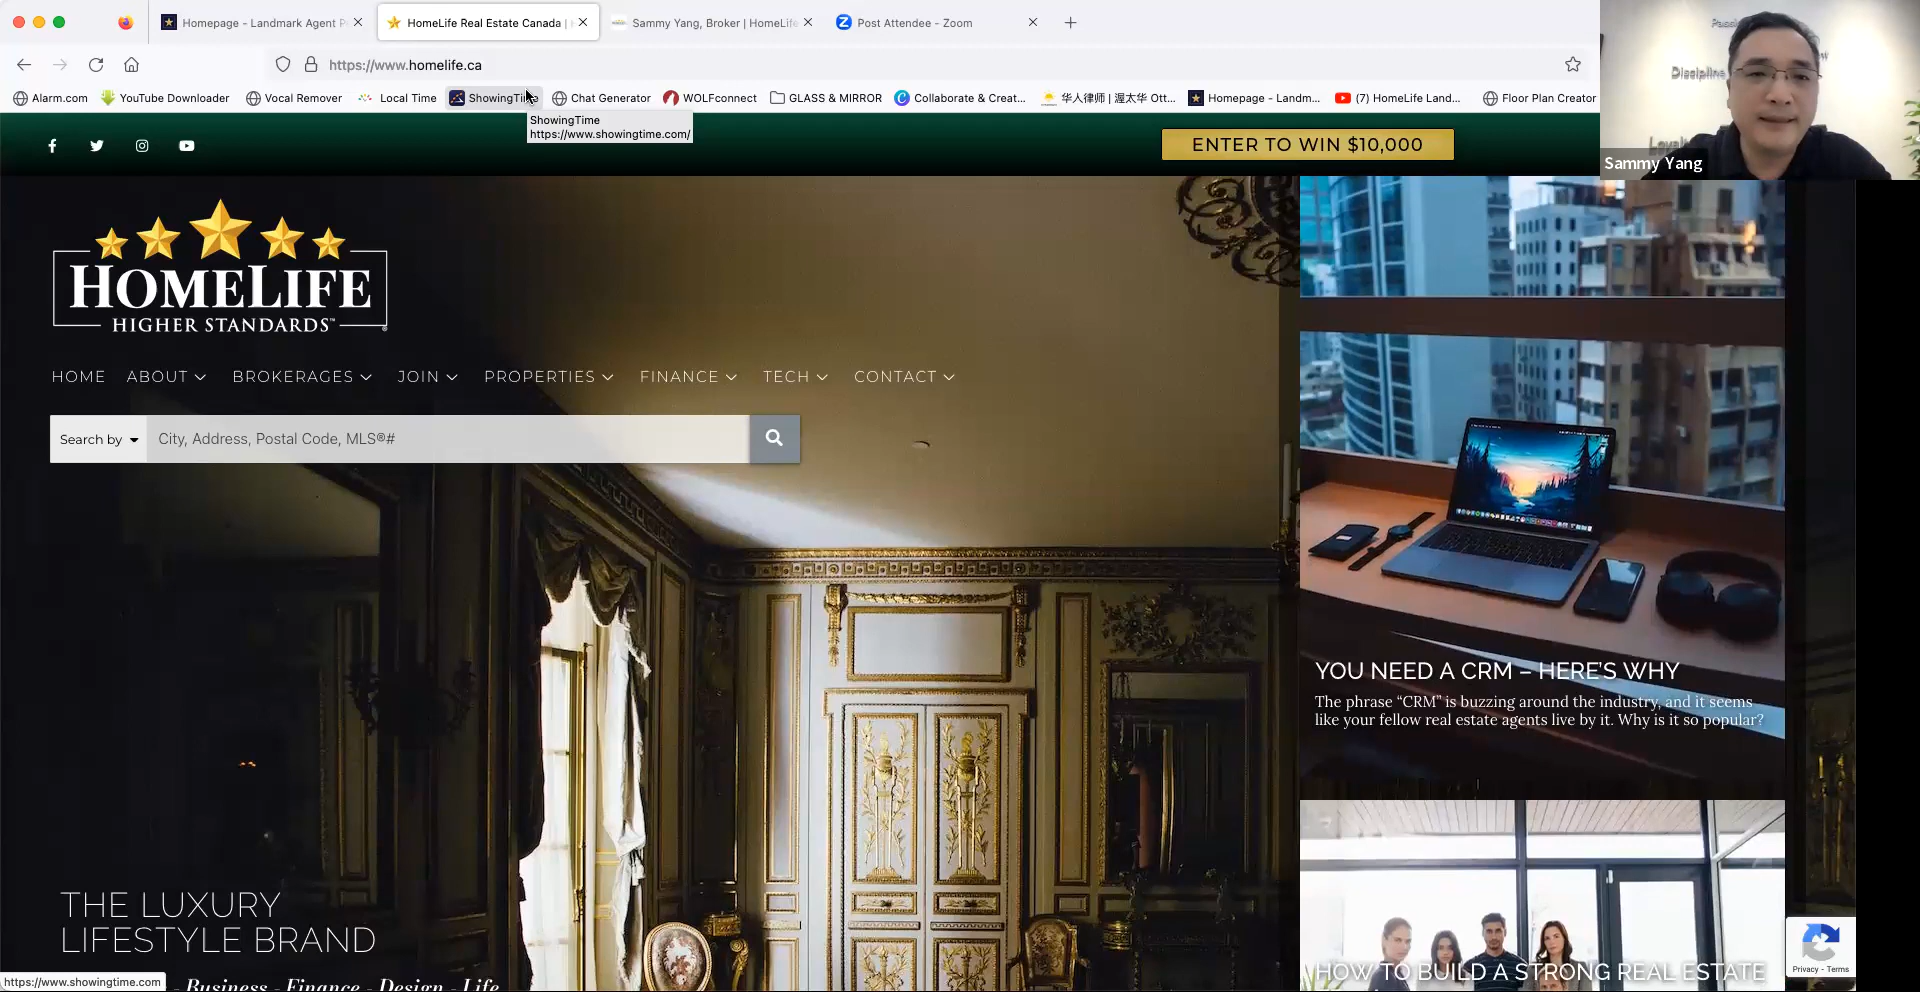 Homepage - Landmark Agent P
HomeLife Real Estate Canada |
Sammy Yang, Broker | HomeLife
Post Attendee - Zoom
https://www.homelife.ca
Alarm.com
YouTube Downloader
Vocal Remover
Local Time
ShowingTime
Chat Generator
WOLFconnect
GLASS & MIRROR
Collaborate & Creat...
华人律师 | 渥太华 Ott...
Homepage - Landm...
(7) HomeLife Land...
Floor Plan Creator
ShowingTime
https://www.showingtime.com/
Discipline
Sammy Yang
ENTER TO WIN $10,000
HOMELIFE
HIGHER STANDARDS™
HOME
ABOUT
BROKERAGES
JOIN
PROPERTIES
FINANCE
TECH
CONTACT
Search by
City, Address, Postal Code, MLS®#
YOU NEED A CRM – HERE'S WHY
The phrase “CRM” is buzzing around the industry, and it seems
like your fellow real estate agents live by it. Why is it so popular?
THE LUXURY
LIFESTYLE BRAND
- Business - Finance - Design - Life
HOW TO BUILD A STRONG REAL ESTATE
Privacy - Terms
https://www.showingtime.com